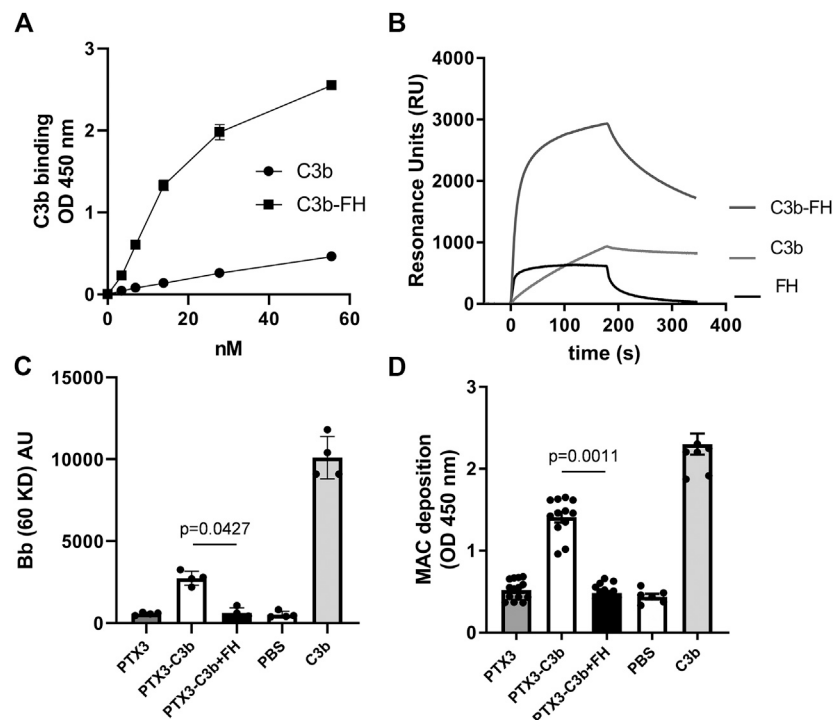 A
C3b binding
OD 450 nm
3
2
1
0
0
20
40
60
nM
C3b
C3b-FH
B
Resonance Units (RU)
4000
3000
2000
1000
0
0
100
200
300
400
time (s)
C3b-FH
C3b
FH
C
Bb (60 KD) AU
15000
10000
5000
0
p=0.0427
PTX3
PTX3-C3b
PTX3-C3b+FH
PBS
C3b
D
MAC deposition
(OD 450 nm)
3
2
1
0
p=0.0011
PTX3
PTX3-C3b
PTX3-C3b+FH
PBS
C3b